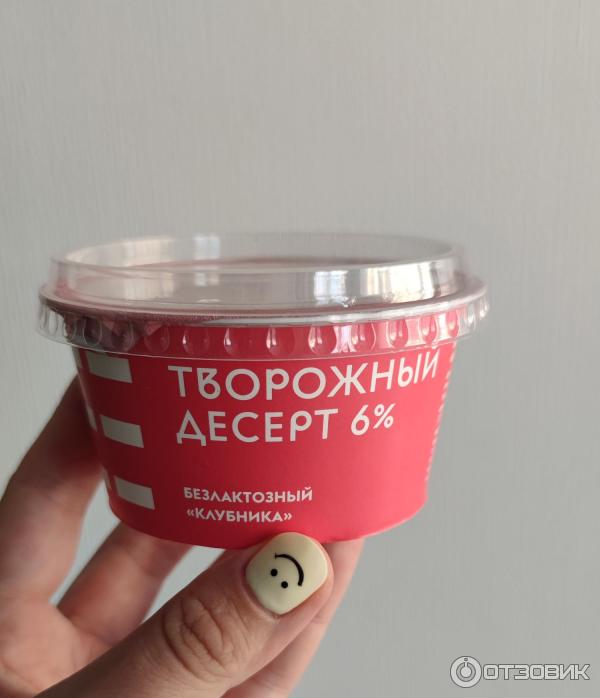 ТВОРОЖНЫЙ
ДЕСЕРТ 6%
БЕЗЛАКТОЗНЫЙ
«КЛУБНИКА»
ОТЗОВИК